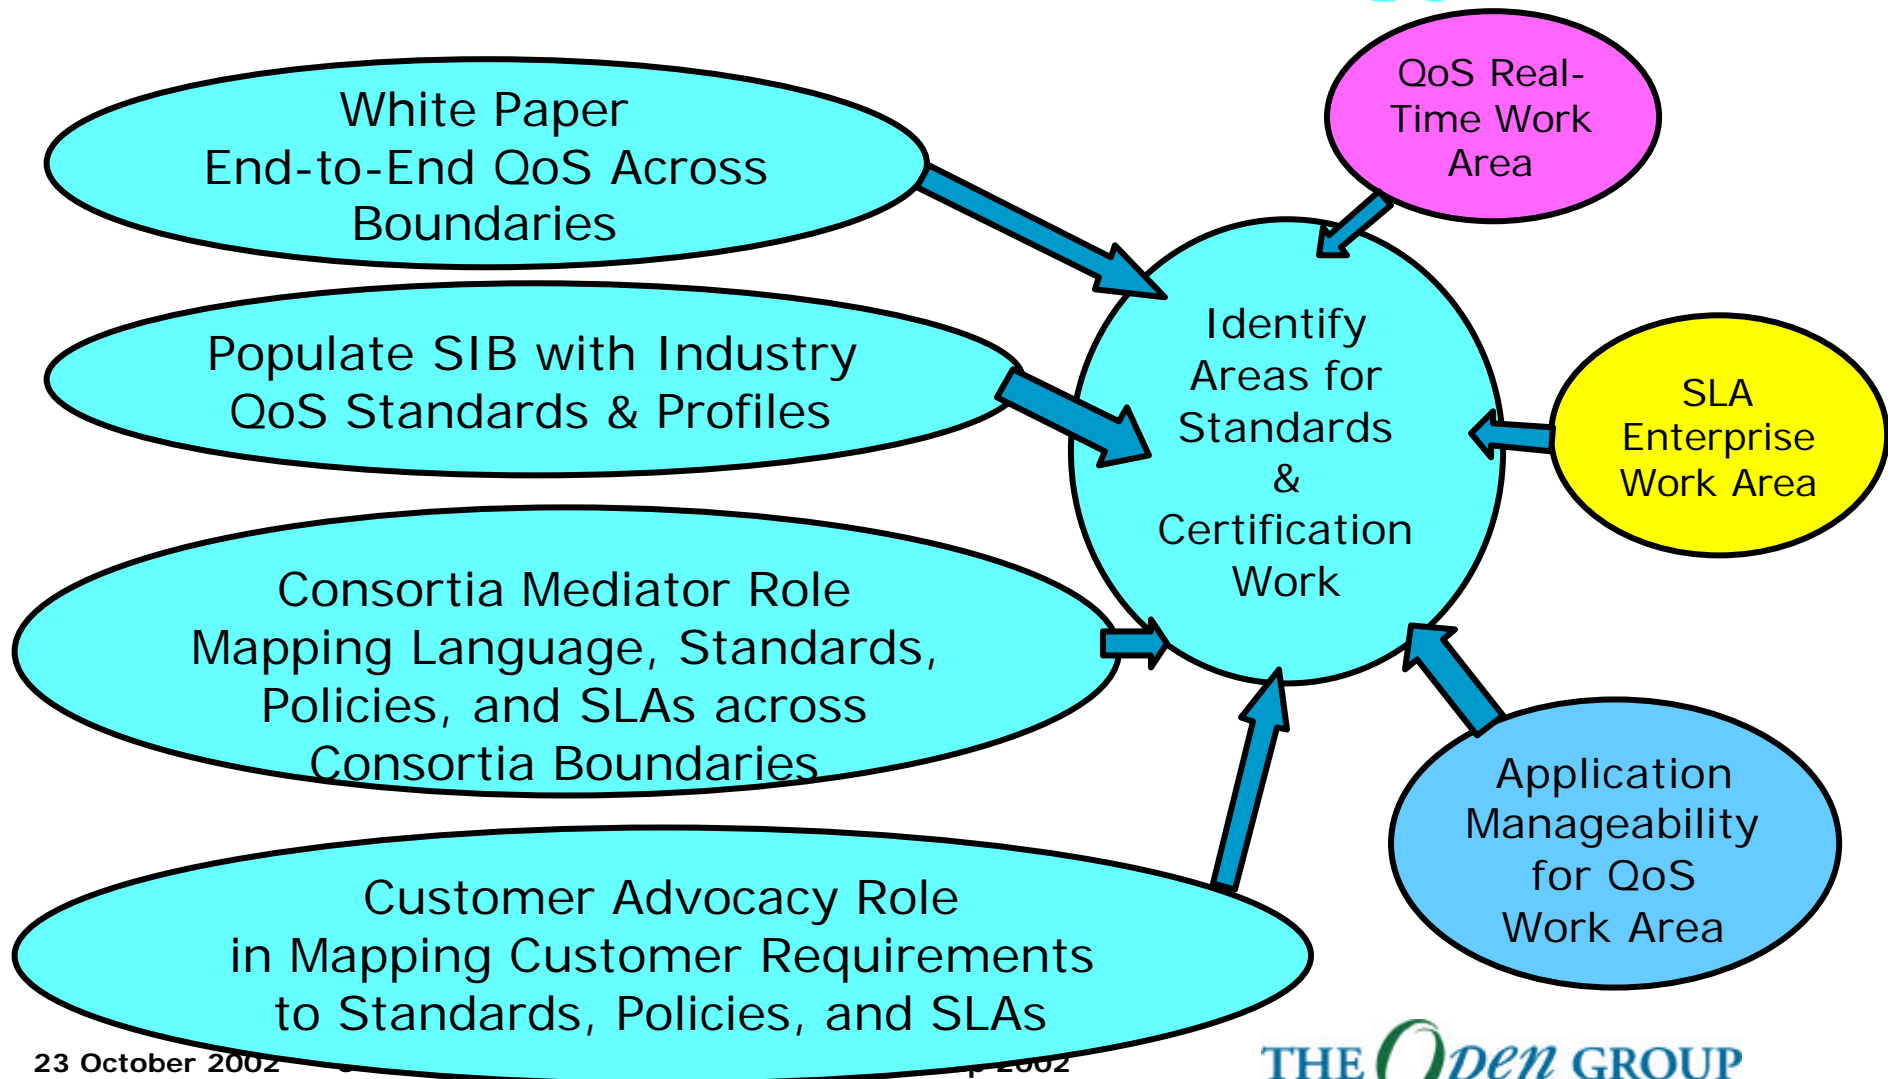 White Paper
End-to-End QoS Across
Boundaries
QoS Real-
Time Work
Area
Populate SIB with Industry
QoS Standards & Profiles
Identify
Areas for
Standards
&
Certification
Work
SLA
Enterprise
Work Area
Consortia Mediator Role
Mapping Language, Standards,
Policies, and SLAs across
Consortia Boundaries
Application
Manageability
for QoS
Work Area
Customer Advocacy Role
in Mapping Customer Requirements
to Standards, Policies, and SLAs
23 October 2002 2002
THE Open GROUP